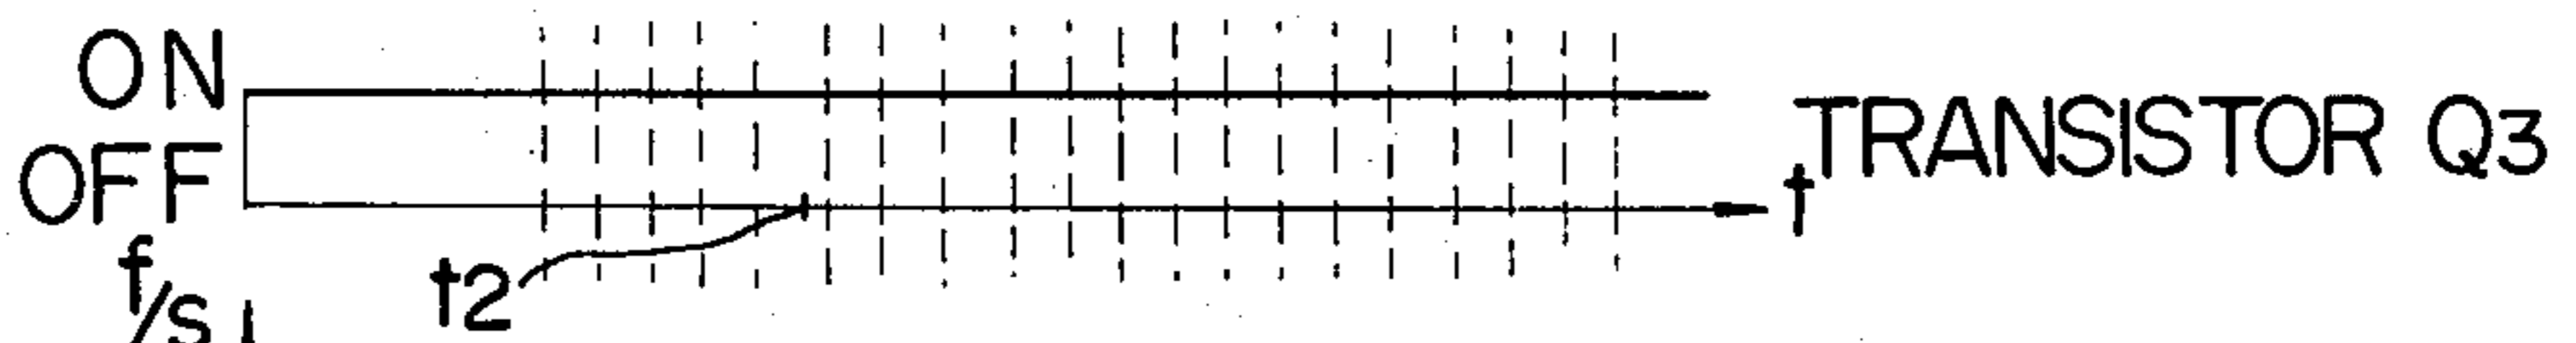 ON
TRANSISTOR Q3
OFF
t
f/s
t2